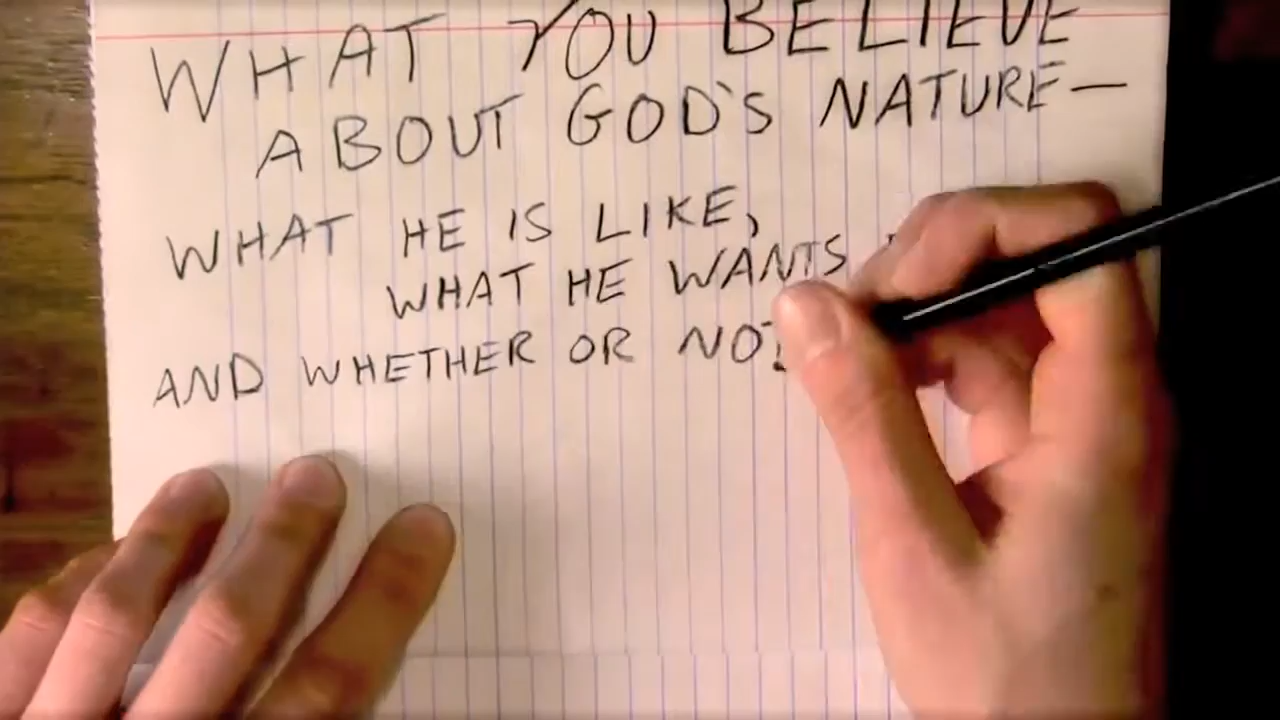 WHAT YOU BELIEVE
ABOUT GOD'S NATURE—
WHAT HE IS LIKE,
WHAT HE WANTS
AND WHETHER OR NOT